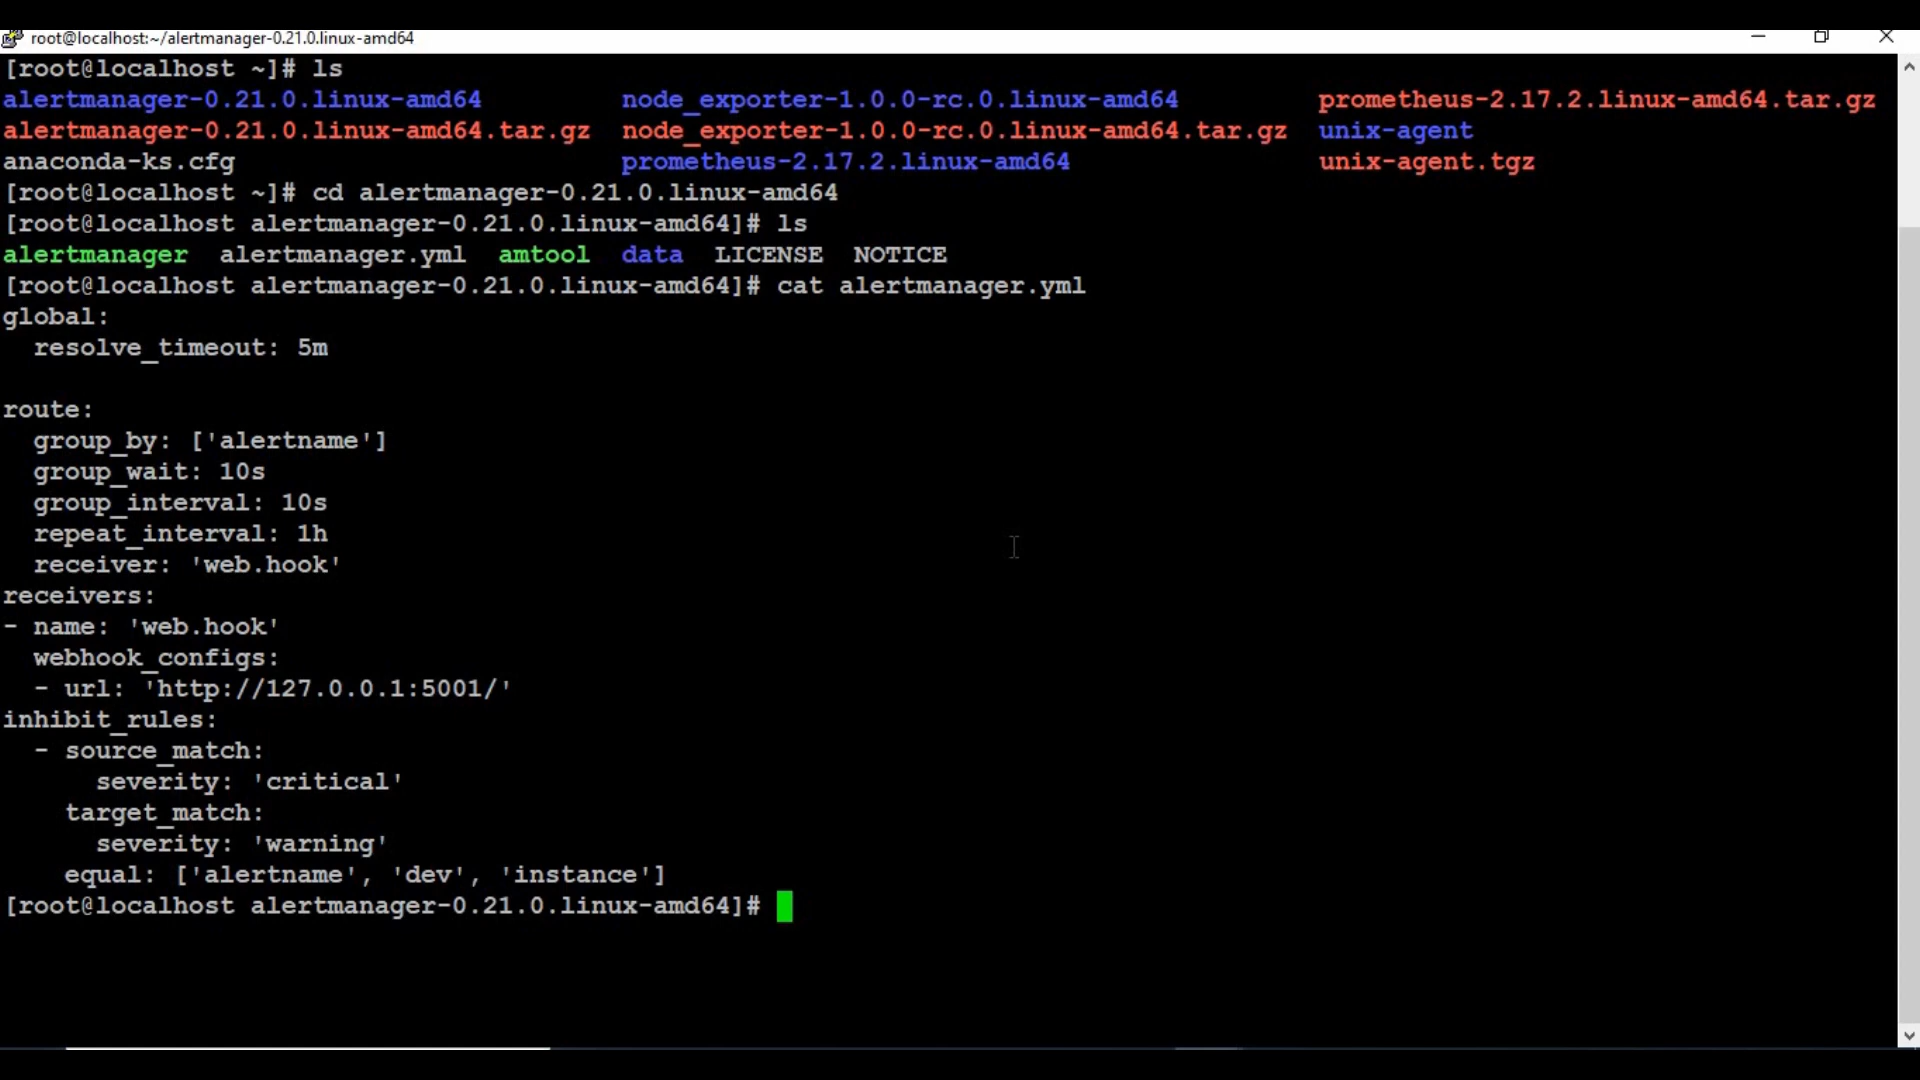 root@localhost:~/alertmanager-0.21.0.linux-amd64
[root@localhost ~]# ls
alertmanager-0.21.0.linux-amd64 node_exporter-1.0.0-rc.0.linux-amd64 prometheus-2.17.2.linux-amd64.tar.gz
alertmanager-0.21.0.linux-amd64.tar.gz node_exporter-1.0.0-rc.0.linux-amd64.tar.gz unix-agent
anaconda-ks.cfg prometheus-2.17.2.linux-amd64 unix-agent.tgz
[root@localhost ~]# cd alertmanager-0.21.0.linux-amd64
[root@localhost alertmanager-0.21.0.linux-amd64]# ls
alertmanager alertmanager.yml amtool data LICENSE NOTICE
[root@localhost alertmanager-0.21.0.linux-amd64]# cat alertmanager.yml
global:
  resolve_timeout: 5m

route:
  group_by: ['alertname']
  group_wait: 10s
  group_interval: 10s
  repeat_interval: 1h
  receiver: 'web.hook'
receivers:
- name: 'web.hook'
  webhook_configs:
  - url: 'http://127.0.0.1:5001/'
inhibit_rules:
  - source_match:
      severity: 'critical'
    target_match:
      severity: 'warning'
    equal: ['alertname', 'dev', 'instance']
[root@localhost alertmanager-0.21.0.linux-amd64]#